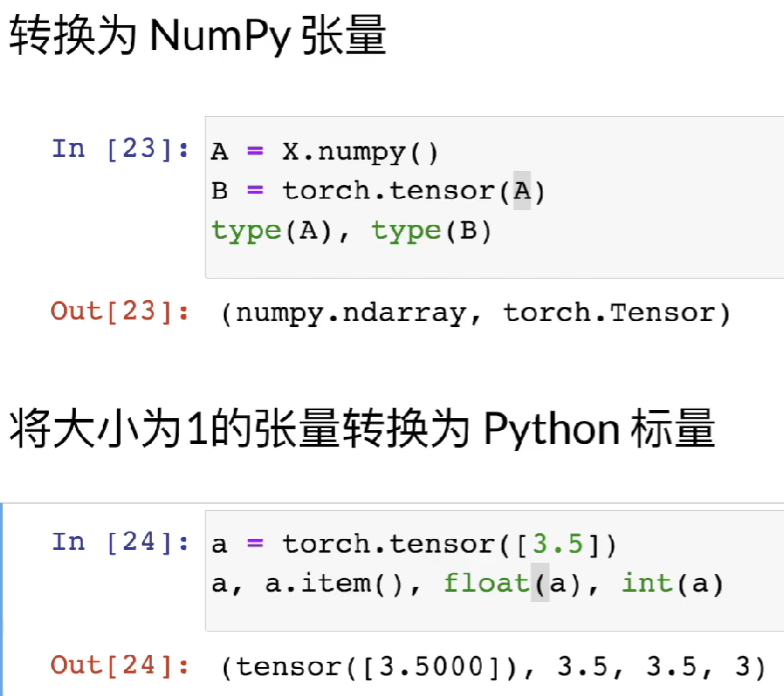 转换为 NumPy 张量
In [23]: A = X.numpy()
B = torch.tensor(A)
type(A), type(B)
Out[23]: (numpy.ndarray, torch.Tensor)
将大小为1的张量转换为 Python 标量
In [24]: a = torch.tensor([3.5])
a, a.item(), float(a), int(a)
Out[24]: (tensor([3.5000]), 3.5, 3.5, 3)